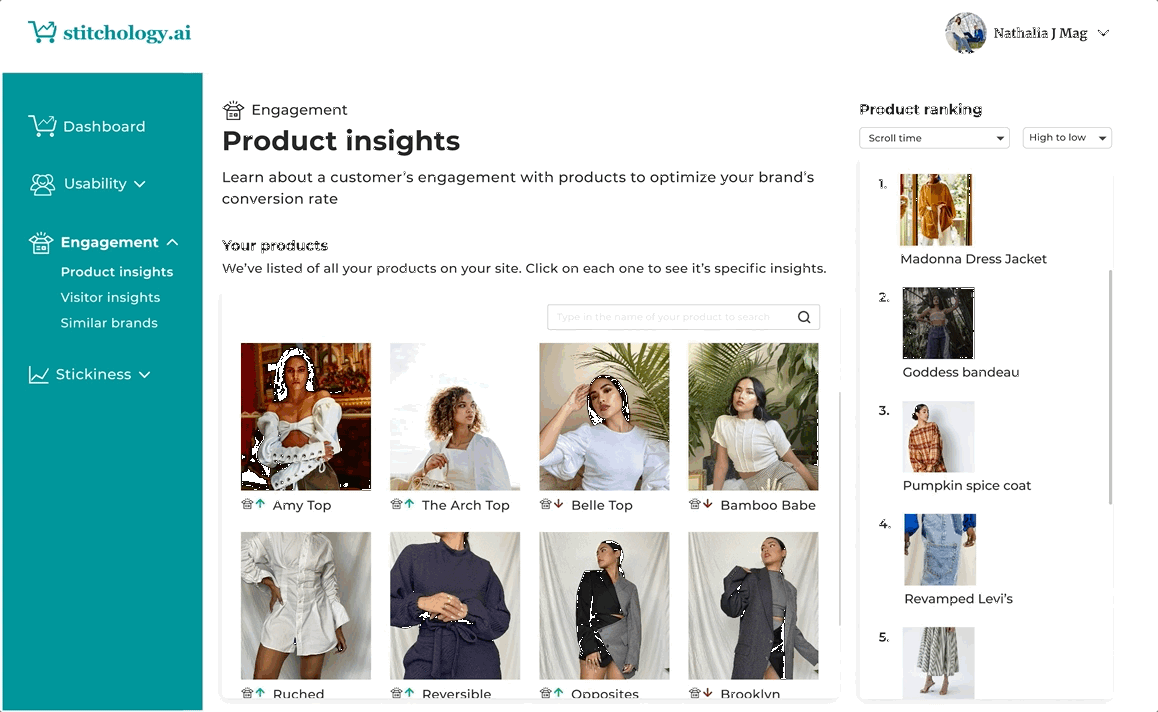 stitchology.ai
Nathalia J Mag
Dashboard
Usability
Engagement
Product insights
Visitor insights
Similar brands
Stickiness
Engagement
Product insights
Learn about a customer's engagement with products to optimize your brand's
conversion rate
Your products
We've listed of all your products on your site. Click on each one to see it's specific insights.
Type in the name of your product to search
Amy Top
The Arch Top
Belle Top
Bamboo Babe
Ruched
Reversible
Opposites
Brooklyn
Product ranking
Scroll time
High to low
1.
Madonna Dress Jacket
2.
Goddess bandeau
3.
Pumpkin spice coat
4.
Revamped Levi's
5.